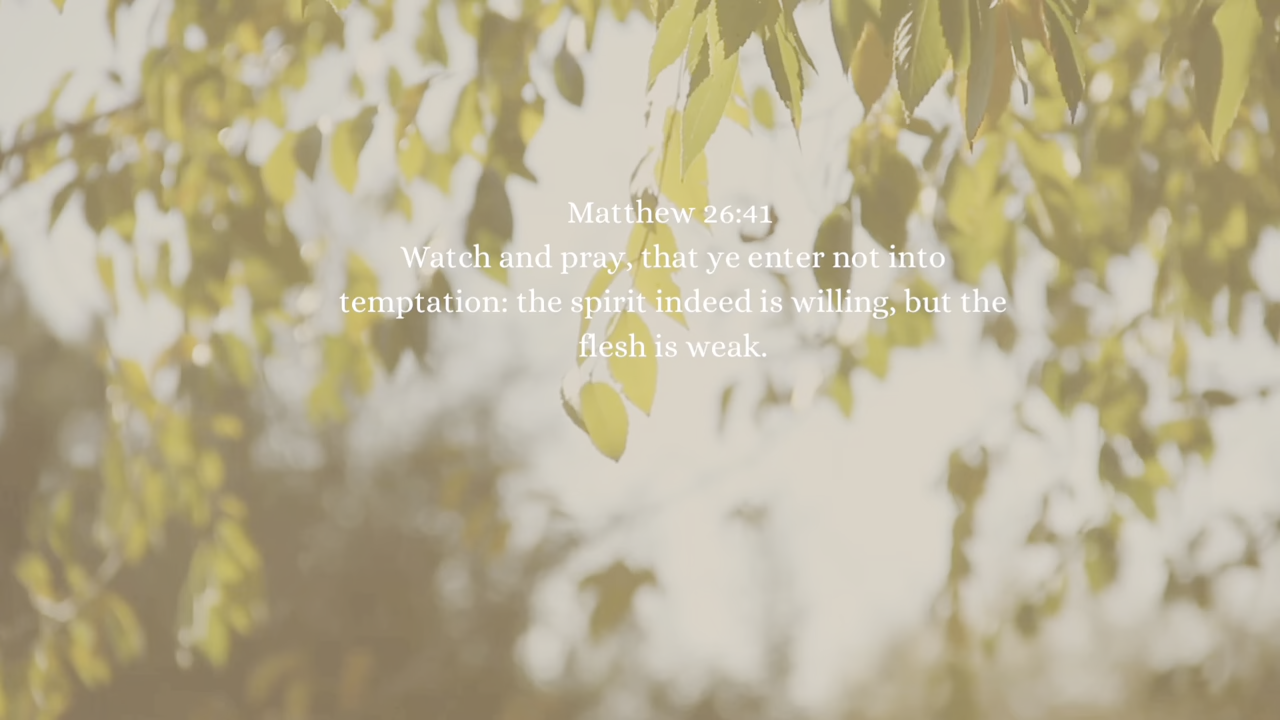 Matthew 26:41
Watch and pray, that ye enter not into
temptation: the spirit indeed is willing, but the
flesh is weak.